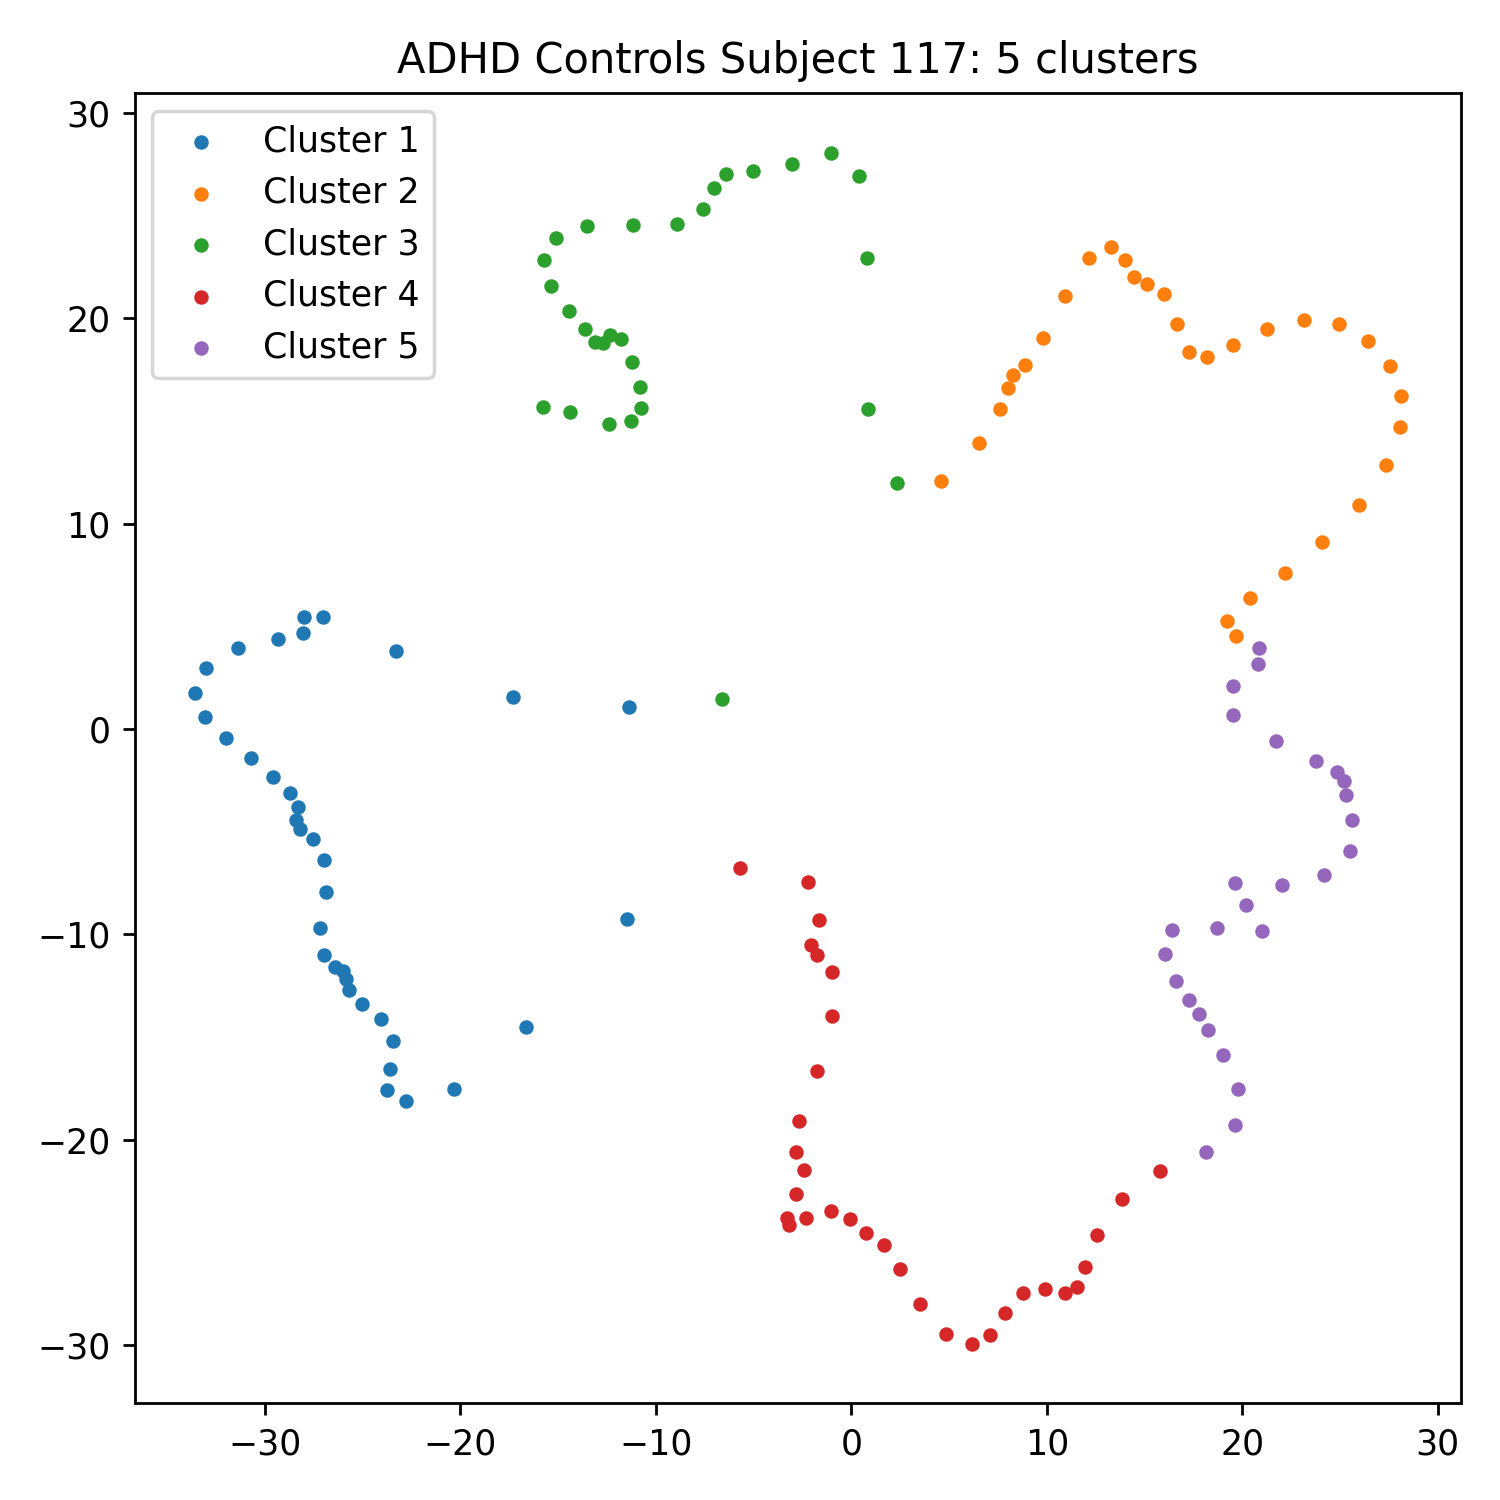 ADHD Controls Subject 117: 5 clusters
30
20
10
0
−10
−20
−30
Cluster 1
Cluster 2
Cluster 3
Cluster 4
Cluster 5
−30 −20 −10 0 10 20 30